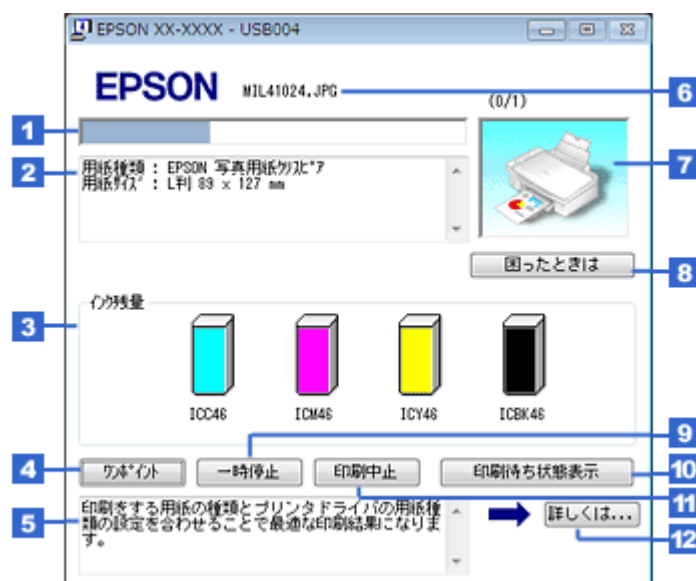 EPSON XX-XXXX - USB004
EPSON
MIL41024.JPG
6
(0/1)
1
2
用紙種類 : EPSON 写真用紙クリスピア
用紙サイズ : L判 89 x 127 mm
7
困ったときは
8
インク残量
3
ICC46
ICM46
ICY46
ICBK46
9
4
ワンポイント
一時停止
印刷中止
印刷待ち状態表示
10
11
5
印刷をする用紙の種類とプリンタドライバの用紙種
類の設定を合わせることで最適な印刷結果になりま
す。
詳しくは...
12